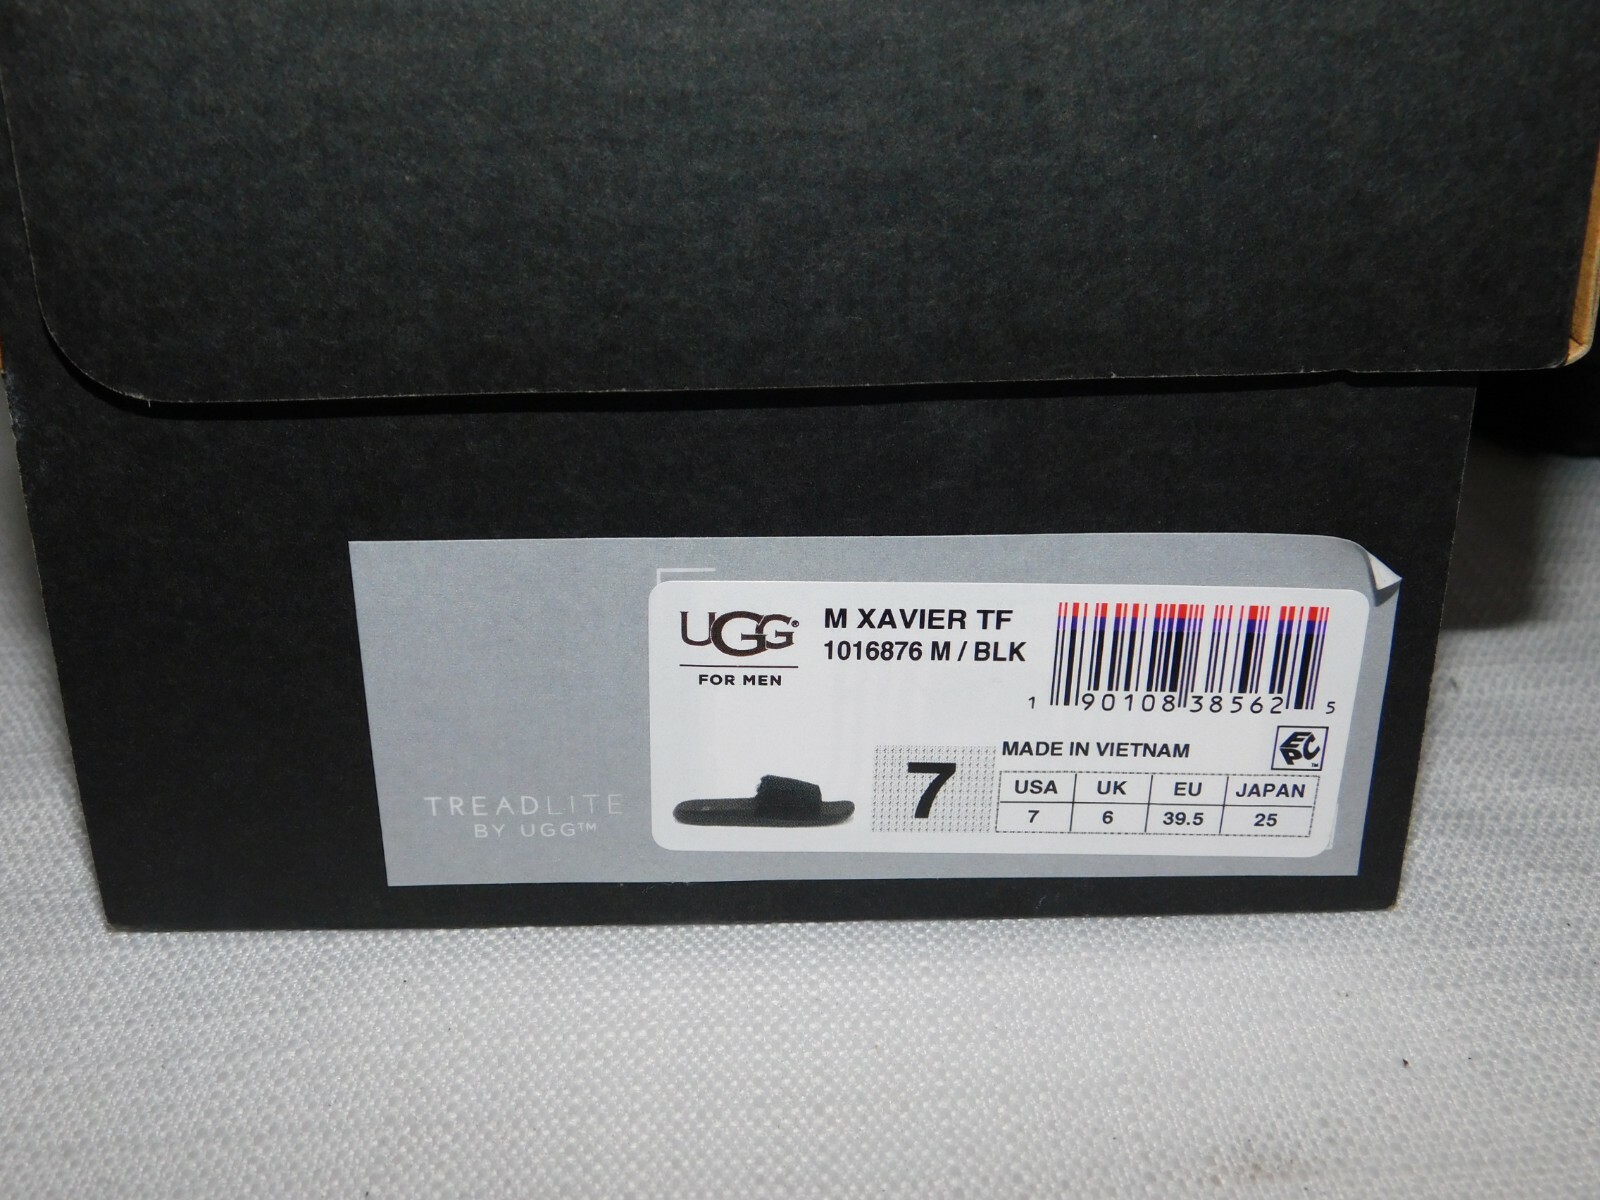 UGG®
FOR MEN
M XAVIER TF
1016876 M / BLK
1 90108 38562 5
MADE IN VIETNAM
EPC™
7
USA UK EU JAPAN
7 6 39.5 25
TREADLITE
BY UGG™